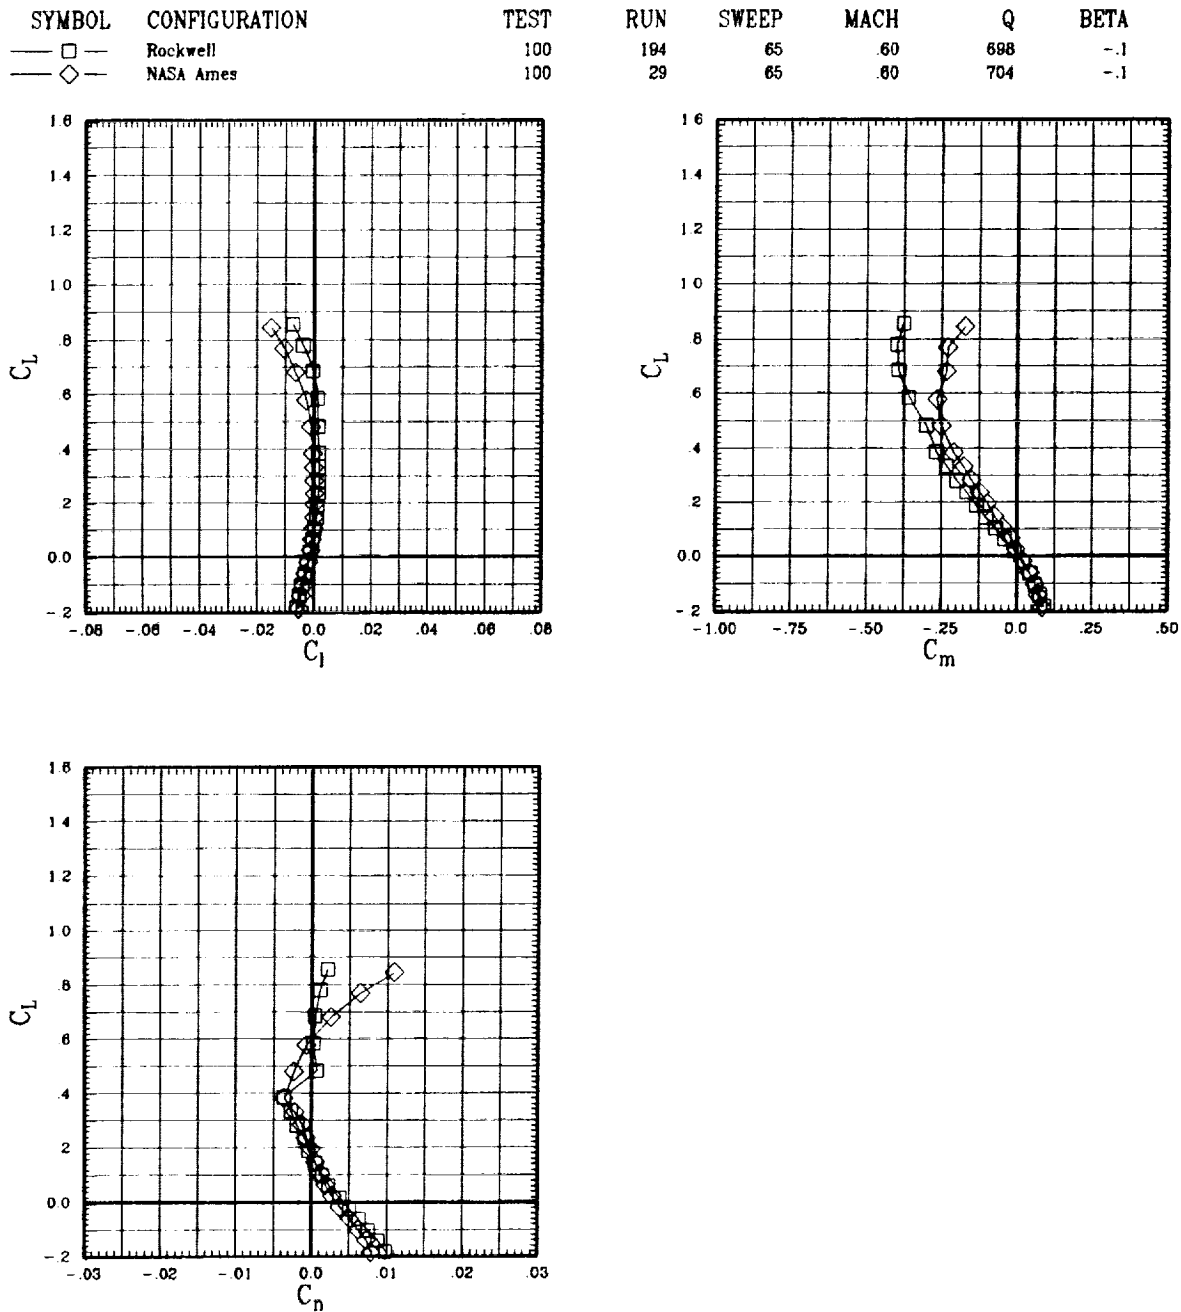 SYMBOL CONFIGURATION TEST RUN SWEEP MACH Q BETA
Rockwell 100 194 65 .60 698 -.1
NASA Ames 100 29 65 .60 704 -.1
1.6
1.4
1.2
1.0
.8
.6
.4
.2
0.0
-.2
C_L
-.08 -.06 -.04 -.02 0.0 .02 .04 .06 .08
C_l
1.6
1.4
1.2
1.0
.8
.6
.4
.2
0.0
-.2
C_L
-1.00 -.75 -.50 -.25 0.0 .25 .50
C_m
1.6
1.4
1.2
1.0
.8
.6
.4
.2
0.0
-.2
C_L
-.03 -.02 -.01 0.0 .01 .02 .03
C_n